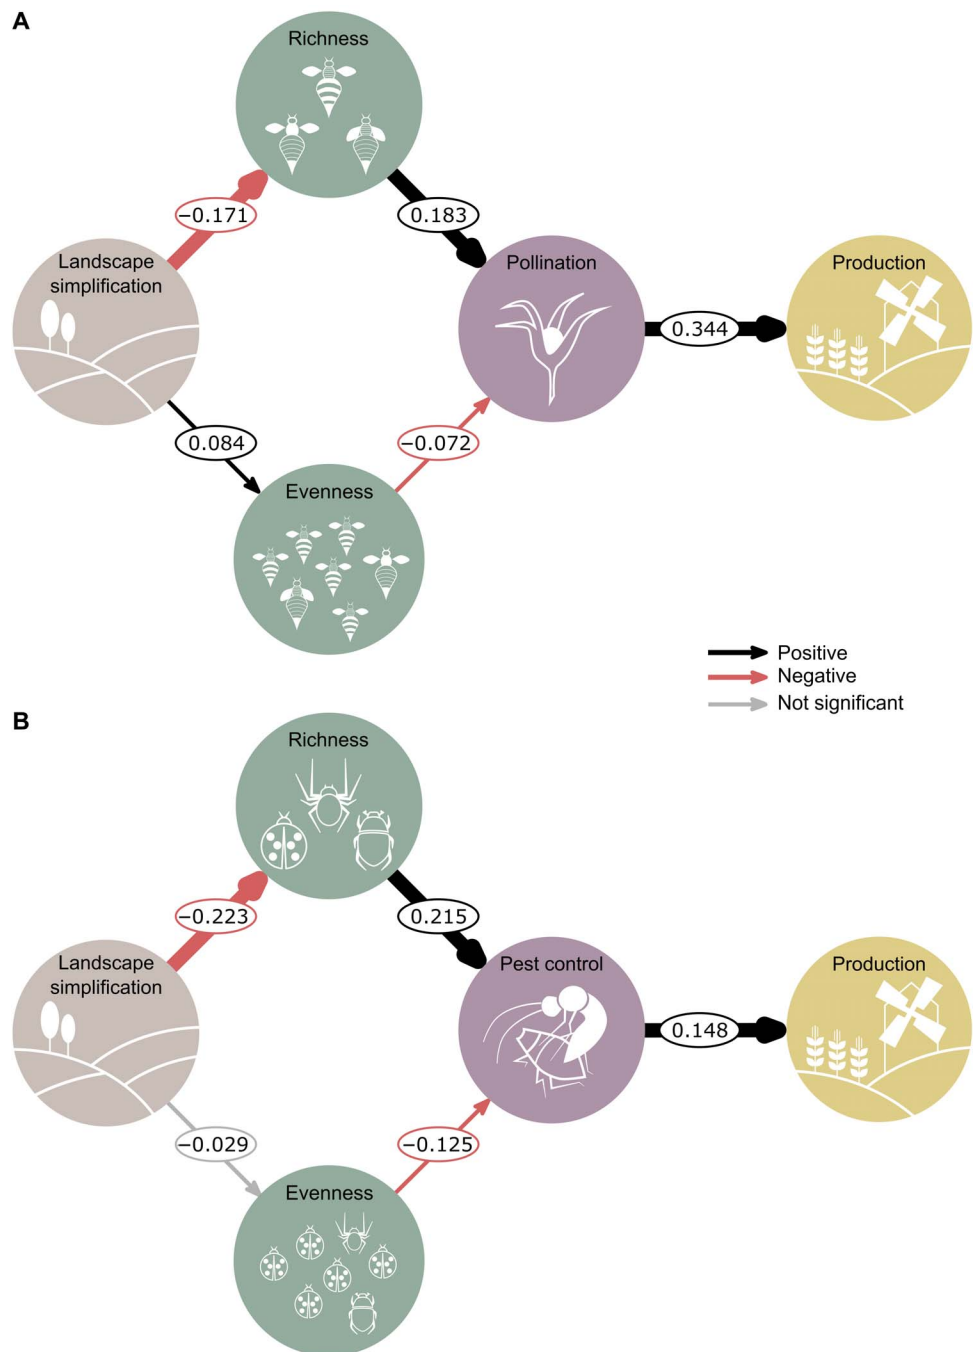 A
Richness
−0.171
0.183
Landscape
simplification
Pollination
Production
0.344
0.084
−0.072
Evenness
Positive
Negative
Not significant
B
Richness
−0.223
0.215
Landscape
simplification
Pest control
Production
0.148
−0.029
−0.125
Evenness